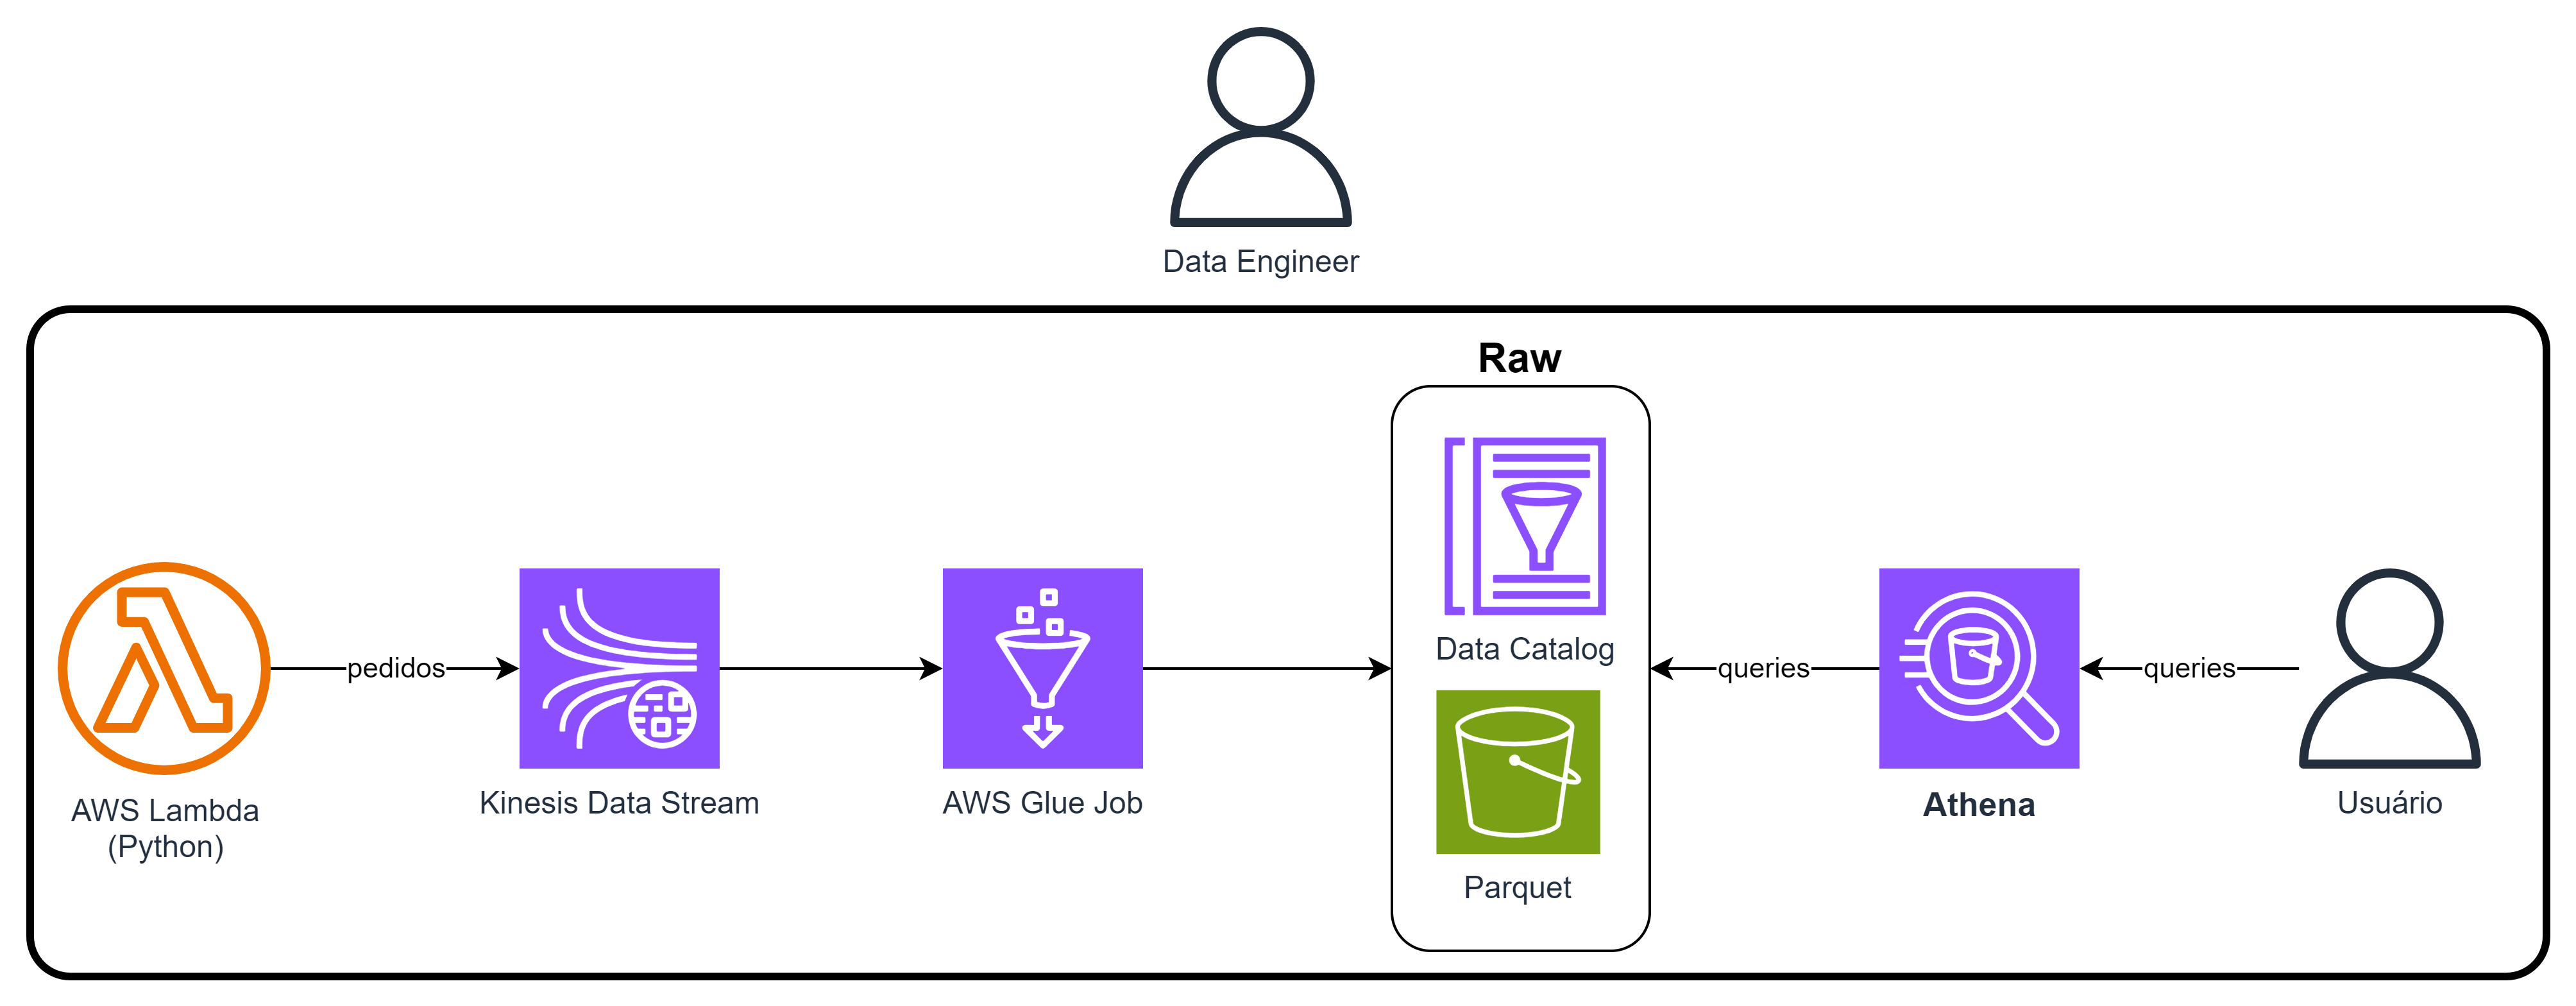 Data Engineer
Raw
Data Catalog
pedidos
queries
queries
AWS Lambda
(Python)
Kinesis Data Stream
AWS Glue Job
Athena
Usuário
Parquet